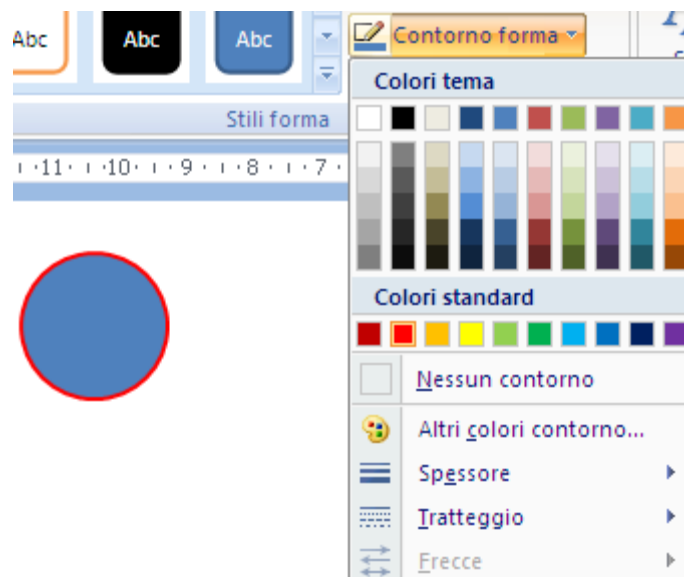 Abc Abc Abc Contorno forma
Colori tema
Stili forma
11 10 9 8 7
Colori standard
Nessun contorno
Altri colori contorno...
Spessore
Tratteggio
Frecce